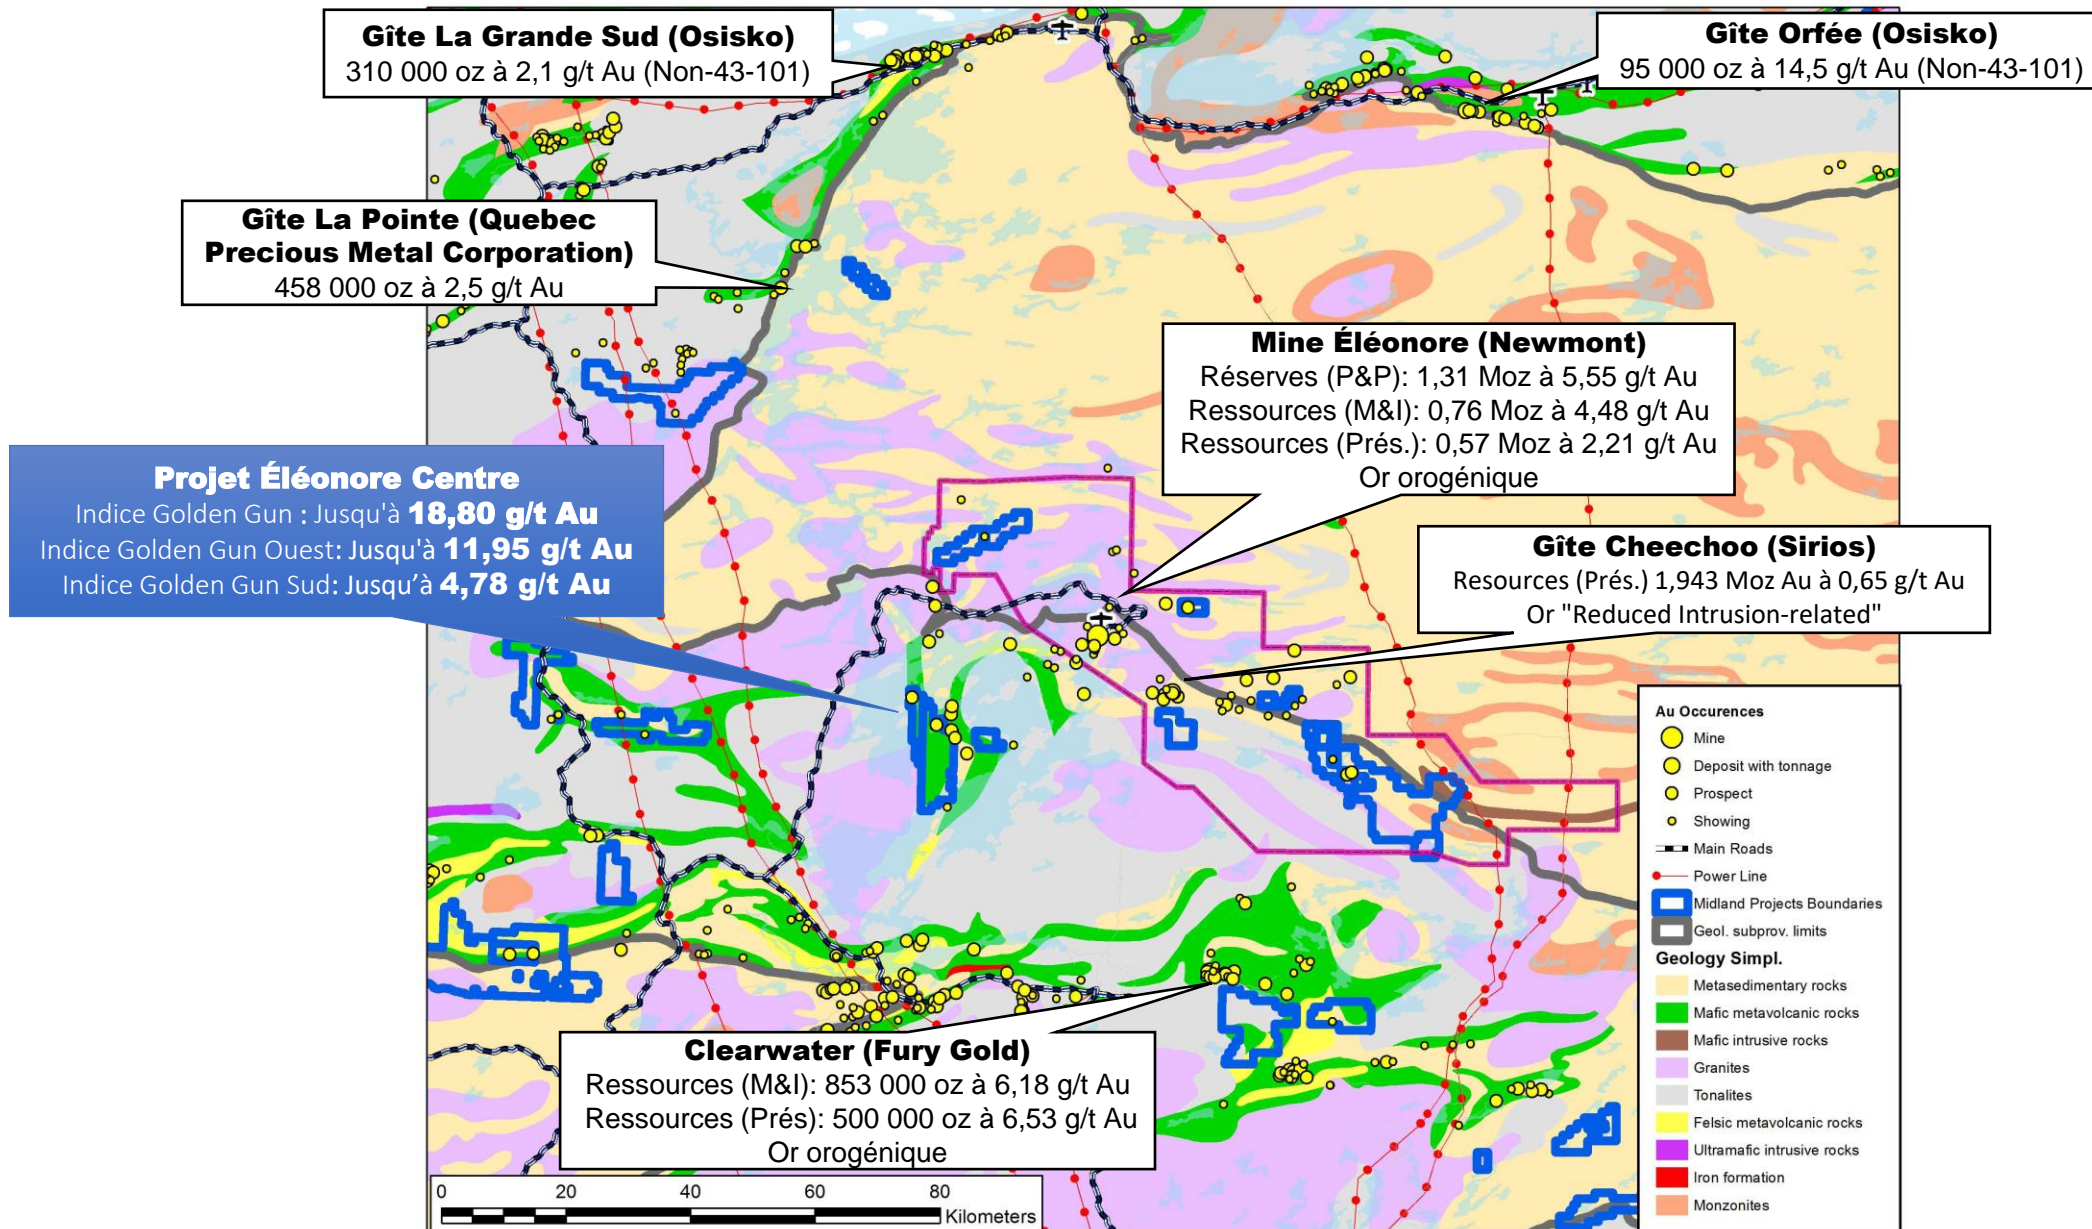 Gîte La Grande Sud (Osisko)
310 000 oz à 2,1 g/t Au (Non-43-101)
Gîte Orfée (Osisko)
95 000 oz à 14,5 g/t Au (Non-43-101)
Gîte La Pointe (Quebec
Precious Metal Corporation)
458 000 oz à 2,5 g/t Au
Mine Éléonore (Newmont)
Réserves (P&P): 1,31 Moz à 5,55 g/t Au
Ressources (M&I): 0,76 Moz à 4,48 g/t Au
Ressources (Prés.): 0,57 Moz à 2,21 g/t Au
Or orogénique
Projet Éléonore Centre
Indice Golden Gun : Jusqu'à 18,80 g/t Au
Indice Golden Gun Ouest: Jusqu'à 11,95 g/t Au
Indice Golden Gun Sud: Jusqu’à 4,78 g/t Au
Gîte Cheechoo (Sirios)
Resources (Prés.) 1,943 Moz Au à 0,65 g/t Au
Or "Reduced Intrusion-related"
Clearwater (Fury Gold)
Ressources (M&I): 853 000 oz à 6,18 g/t Au
Ressources (Prés): 500 000 oz à 6,53 g/t Au
Or orogénique
Au Occurences
Mine
Deposit with tonnage
Prospect
Showing
Main Roads
Power Line
Midland Projects Boundaries
Geol. subprov. limits
Geology Simpl.
Metasedimentary rocks
Mafic metavolcanic rocks
Mafic intrusive rocks
Granites
Tonalites
Felsic metavolcanic rocks
Ultramafic intrusive rocks
Iron formation
Monzonites
0 20 40 60 80
Kilometers